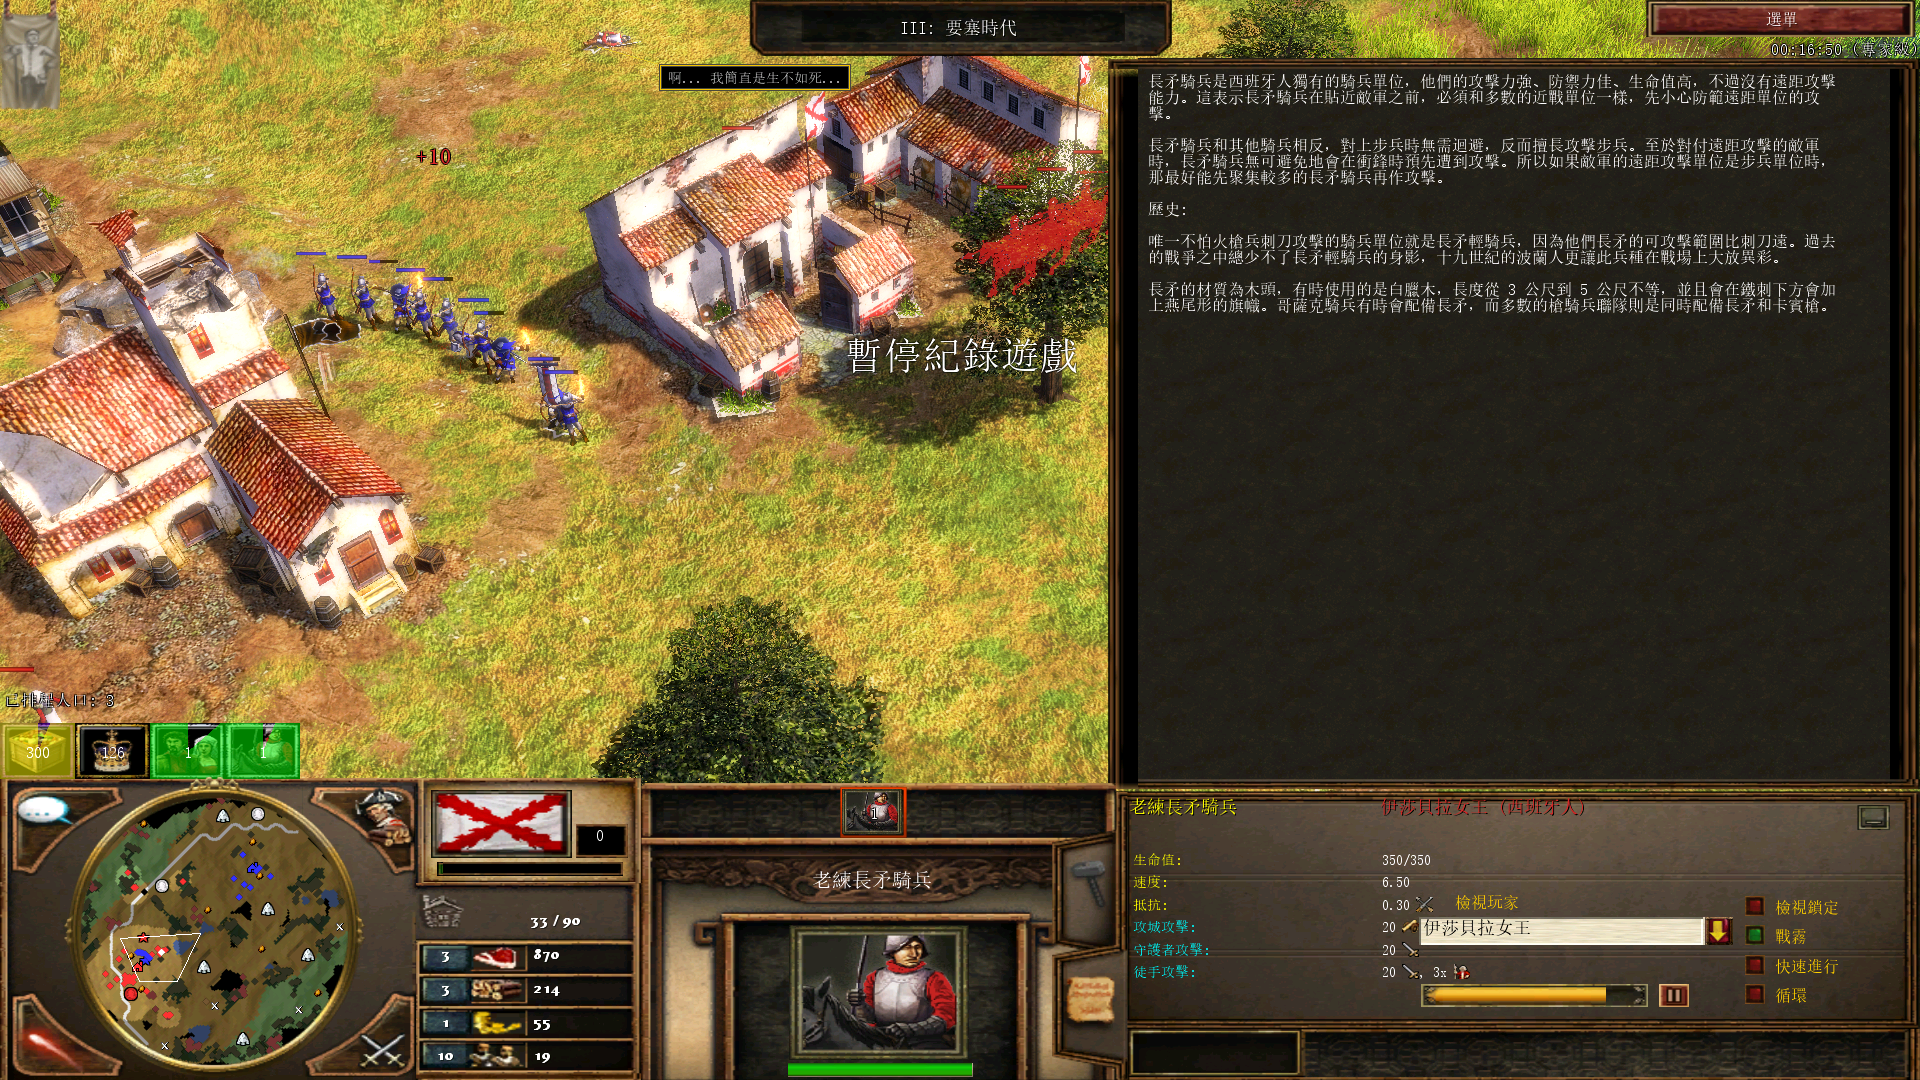 III: 要塞時代
選單
00:16:50 (專家級)
啊... 我簡直是生不如死...
長矛騎兵是西班牙人獨有的騎兵單位，他們的攻擊力強、防禦力佳、生命值高，不過沒有遠距攻擊
能力。這表示長矛騎兵在貼近敵軍之前，必須和多數的近戰單位一樣，先小心防範遠距單位的攻
擊。
長矛騎兵和其他騎兵相反，對上步兵時無需迴避，反而擅長攻擊步兵。至於對付遠距攻擊的敵軍
時，長矛騎兵無可避免地會在衝鋒時預先遭到攻擊。所以如果敵軍的遠距攻擊單位是步兵單位時，
那最好能先聚集較多的長矛騎兵再作攻擊。
歷史:
唯一不怕火槍兵刺刀攻擊的騎兵單位就是長矛輕騎兵，因為他們長矛的可攻擊範圍比刺刀遠。過去
的戰爭之中總少不了長矛輕騎兵的身影，十九世紀的波蘭人更讓此兵種在戰場上大放異彩。
長矛的材質為木頭，有時使用的是白臘木，長度從 3 公尺到 5 公尺不等，並且會在鐵刺下方會加
上燕尾形的旗幟。哥薩克騎兵有時會配備長矛，而多數的槍騎兵聯隊則是同時配備長矛和卡賓槍。
+10
暫停紀錄遊戲
已排程人口: 3
300
126
1
1
0
33 / 90
3 870
3 214
1 55
10 19
1
老練長矛騎兵
老練長矛騎兵
伊莎貝拉女王 (西班牙人)
生命值: 350/350
速度: 6.50
抵抗: 0.30
攻城攻擊: 20
守護者攻擊: 20
徒手攻擊: 20 , 3x
檢視玩家
伊莎貝拉女王
檢視鎖定
戰霧
快速進行
循環